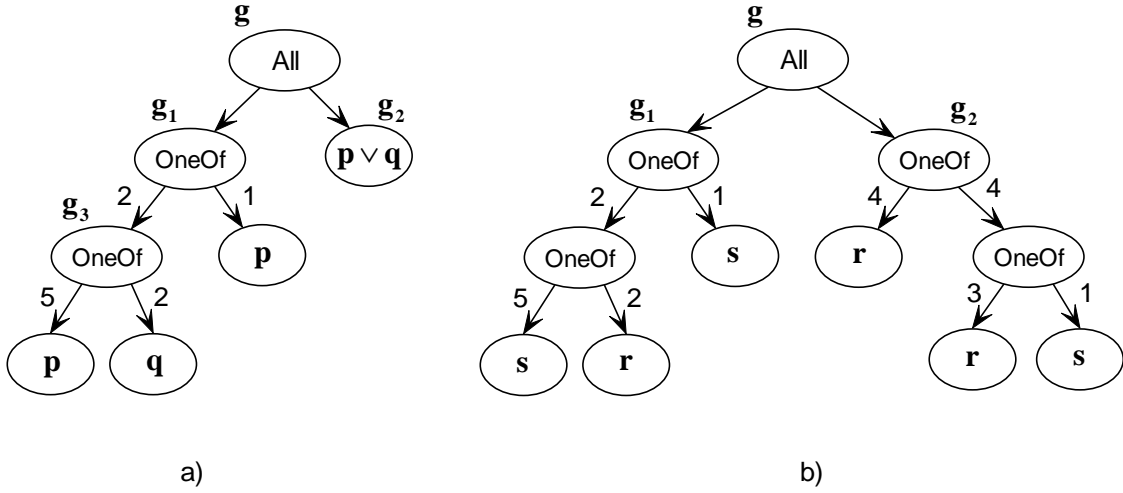 g g
All All
g₁ g₁
g₂ g₂
OneOf p ∨ q OneOf OneOf
2 1 2 1 4 4
g₃
OneOf p OneOf s r OneOf
5 2 5 2 3 1
p q s r r s
a) b)